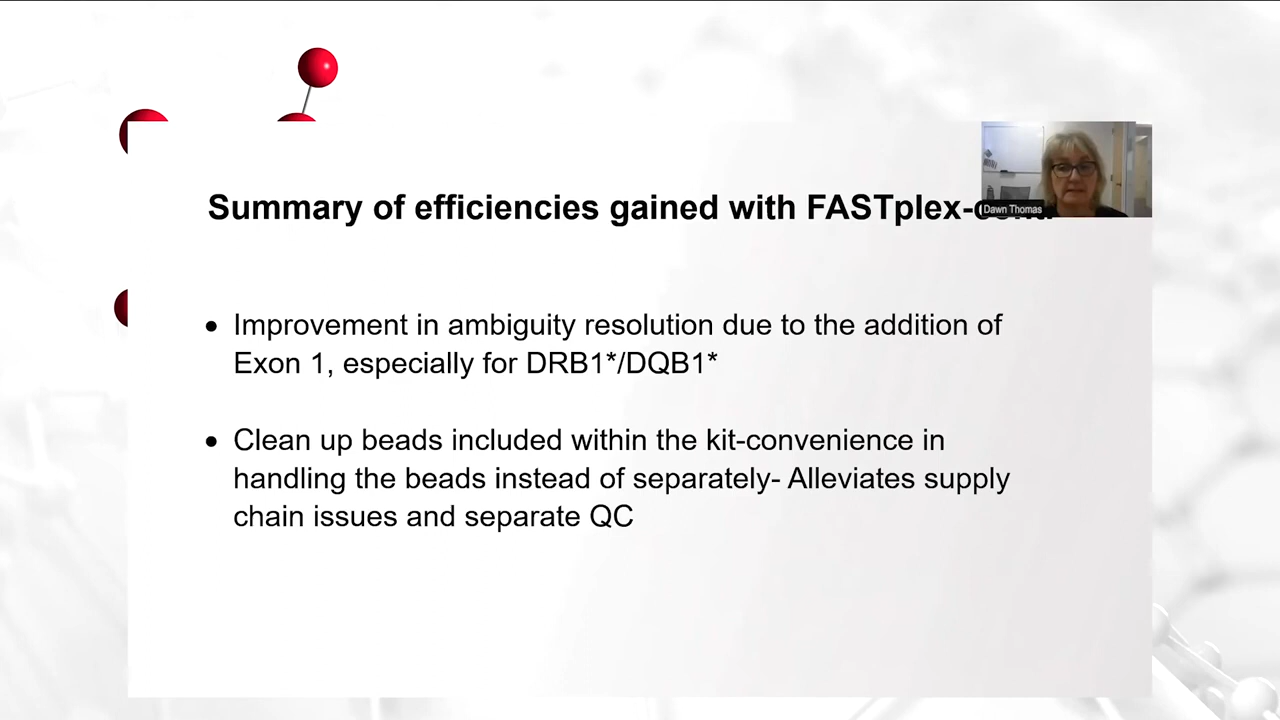 Summary of efficiencies gained with FASTplex-
Dawn Thomas
• Improvement in ambiguity resolution due to the addition of
Exon 1, especially for DRB1*/DQB1*
• Clean up beads included within the kit-convenience in
handling the beads instead of separately- Alleviates supply
chain issues and separate QC